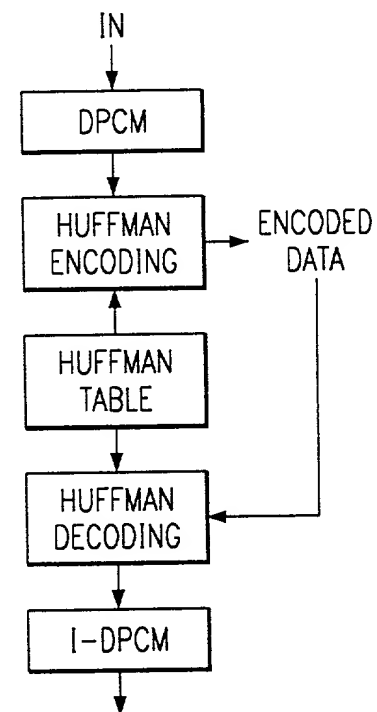 IN
DPCM
HUFFMAN
ENCODING
ENCODED
DATA
HUFFMAN
TABLE
HUFFMAN
DECODING
I-DPCM